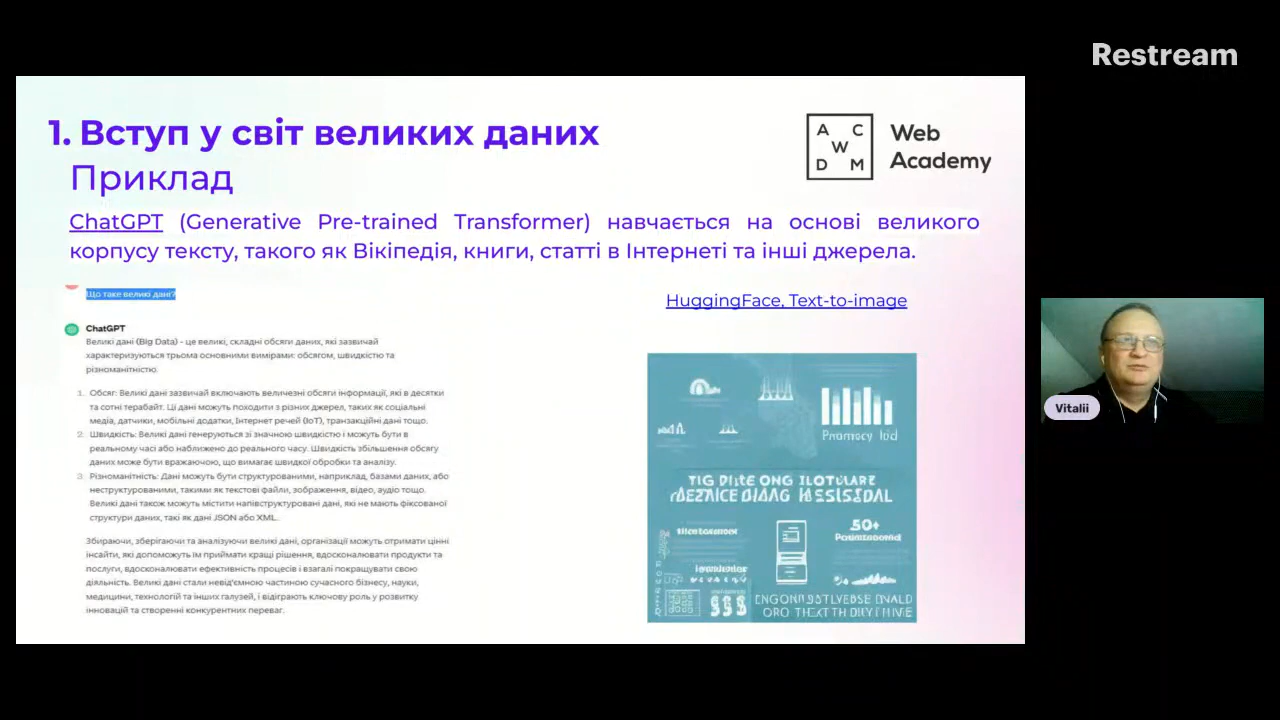 Restream
1. Вступ у світ великих даних
Приклад
A C
W
D M
Web
Academy
ChatGPT (Generative Pre-trained Transformer) навчається на основі великого
корпусу тексту, такого як Вікіпедія, книги, статті в Інтернеті та інші джерела.
Що таке великі дані?
HuggingFace, Text-to-image
ChatGPT
Великі дані (Big Data) - це великі, складні обсяги даних, які зазвичай
характеризуються трьома основними вимірами: обсягом, швидкістю та
різноманітністю.
1. Обсяг: Великі дані зазвичай включають величезні обсяги інформації, які в десятки
та сотні терабайт. Ці дані можуть походити з різних джерел, таких як соціальні
медіа, датчики, мобільні додатки, Інтернет речей (IoT), транзакційні дані тощо.
2. Швидкість: Великі дані генеруються зі значною швидкістю і можуть бути в
реальному часі або наближено до реального часу. Швидкість збільшення обсягу
даних може бути вражаючою, що вимагає швидкої обробки та аналізу.
3. Різноманітність: Дані можуть бути структурованими, наприклад, базами даних, або
неструктурованими, такими як текстові файли, зображення, відео, аудіо тощо.
Великі дані також можуть містити напівструктуровані дані, які не мають фіксованої
структури даних, такі як дані JSON або XML.
Збираючи, зберігаючи та аналізуючи великі дані, організації можуть отримати цінні
інсайти, які допоможуть їм приймати кращі рішення, вдосконалювати продукти та
послуги, вдосконалювати ефективність процесів і взагалі покращувати свою
діяльність. Великі дані стали невід'ємною частиною сучасного бізнесу, науки,
медицини, технологій та інших галузей, і відіграють ключову роль у розвитку
інновацій та створенні конкурентних переваг.
50+
Vitalii